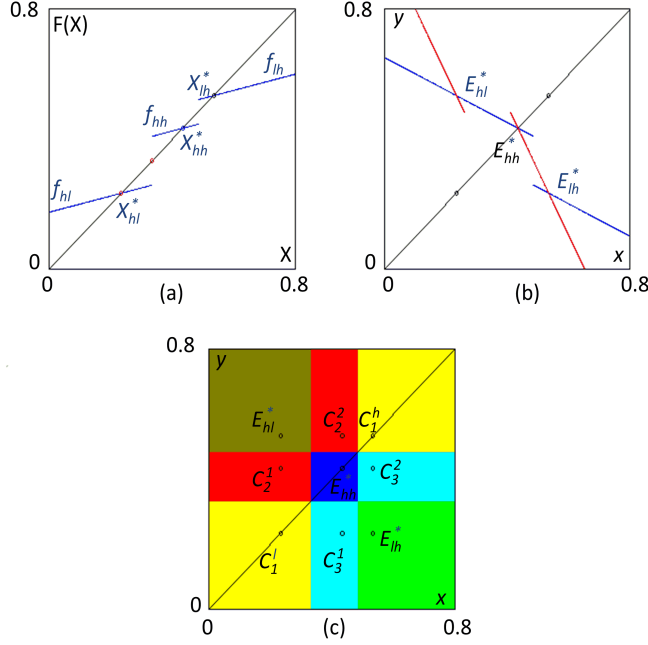 0.8
F(X)
X*lh
flh
fhh
X*hh
fhl
X*hl
X
0
0
0.8
(a)
0.8
y
E*hl
E*hh
E*lh
0
x
0
0.8
(b)
0.8
y
E*hl
C²₂
Cʰ₁
C¹₂
E*hh
C²₃
Cˡ₁
C¹₃
E*lh
0
x
0
0.8
(c)